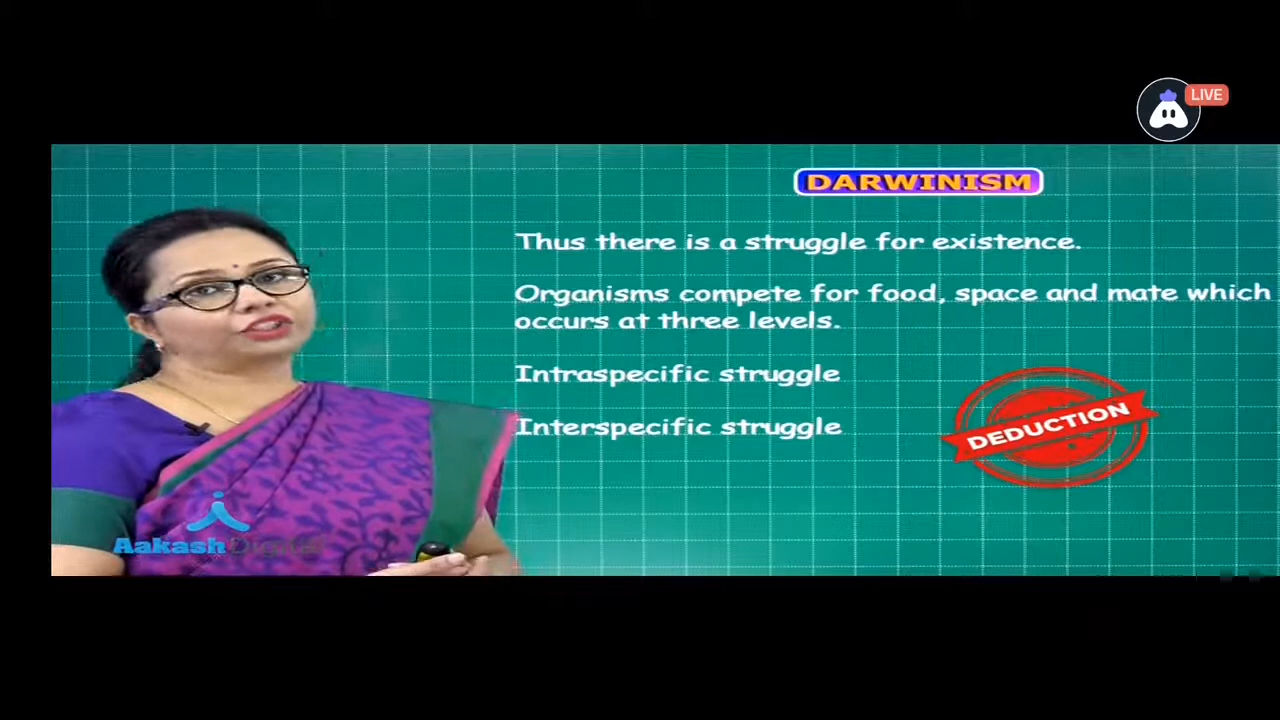 LIVE
DARWINISM
Thus there is a struggle for existence.
Organisms compete for food, space and mate which
occurs at three levels.
Intraspecific struggle
Interspecific struggle
DEDUCTION
Aakash Digital